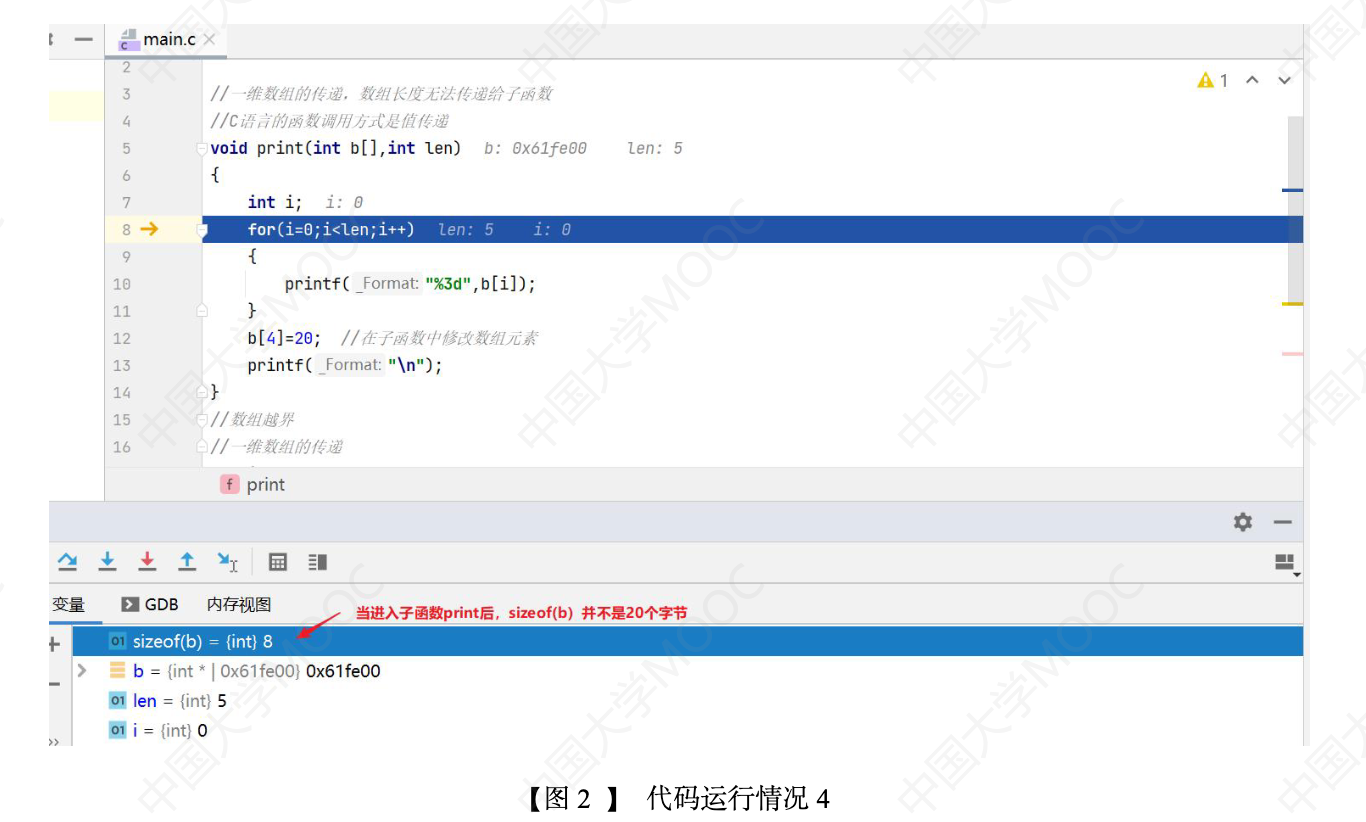 main.c
2
1
3 //一维数组的传递，数组长度无法传递给子函数
4 //C语言的函数调用方式是值传递
5 void print(int b[],int len) b: 0x61fe00 len: 5
6 {
7 int i; i: 0
8 for(i=0;i<len;i++) len: 5 i: 0
9 {
10 printf( _Format: "%3d",b[i]);
11 }
12 b[4]=20; //在子函数中修改数组元素
13 printf( _Format: "\n");
14 }
15 //数组越界
16 //一维数组的传递
f print
变量 GDB 内存视图
当进入子函数print后，sizeof(b) 并不是20个字节
01 sizeof(b) = {int} 8
b = {int * | 0x61fe00} 0x61fe00
01 len = {int} 5
01 i = {int} 0
【图 2 】 代码运行情况 4
中国大学MOOC